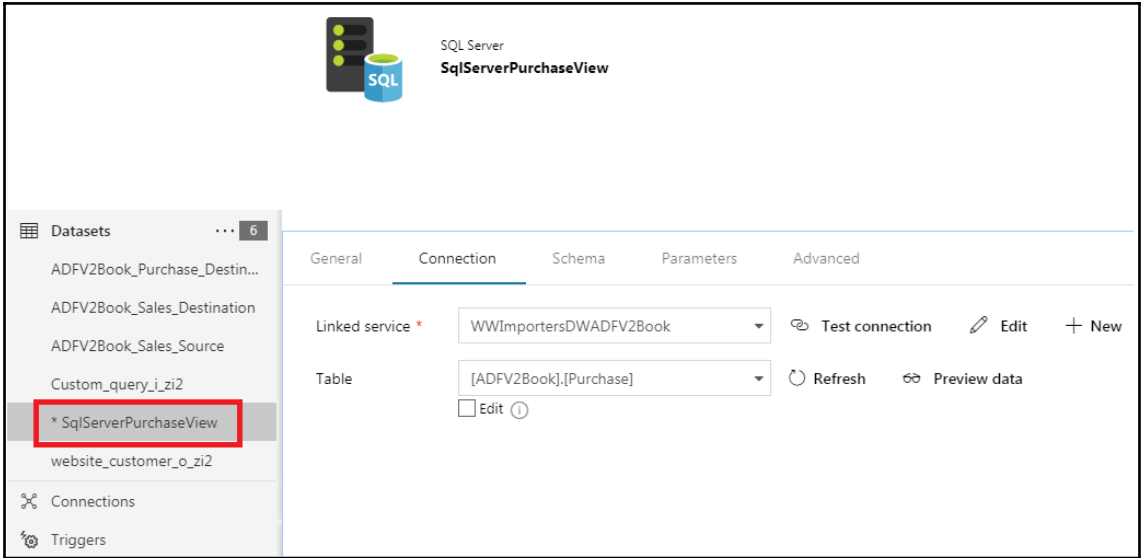 SQL Server
SqlServerPurchaseView
SQL
Datasets ··· 6
ADFV2Book_Purchase_Destin...
ADFV2Book_Sales_Destination
ADFV2Book_Sales_Source
Custom_query_i_zi2
* SqlServerPurchaseView
website_customer_o_zi2
Connections
Triggers
General Connection Schema Parameters Advanced
Linked service * WWImportersDWADFV2Book Test connection Edit + New
Table [ADFV2Book].[Purchase] Refresh Preview data
Edit i